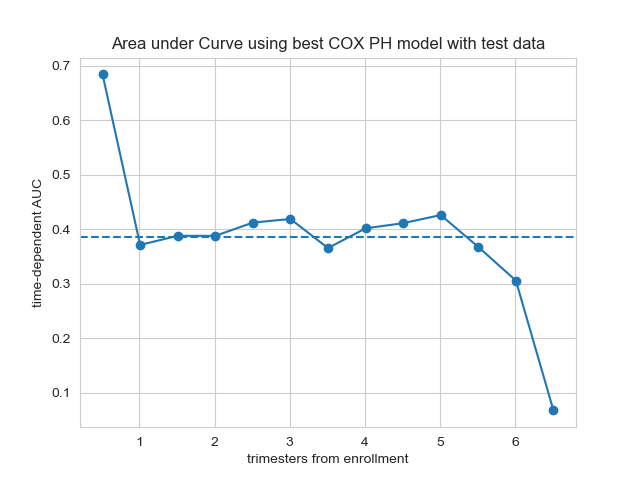 Area under Curve using best COX PH model with test data
0.7
0.6
0.5
0.4
0.3
0.2
0.1
time-dependent AUC
1 2 3 4 5 6
trimesters from enrollment